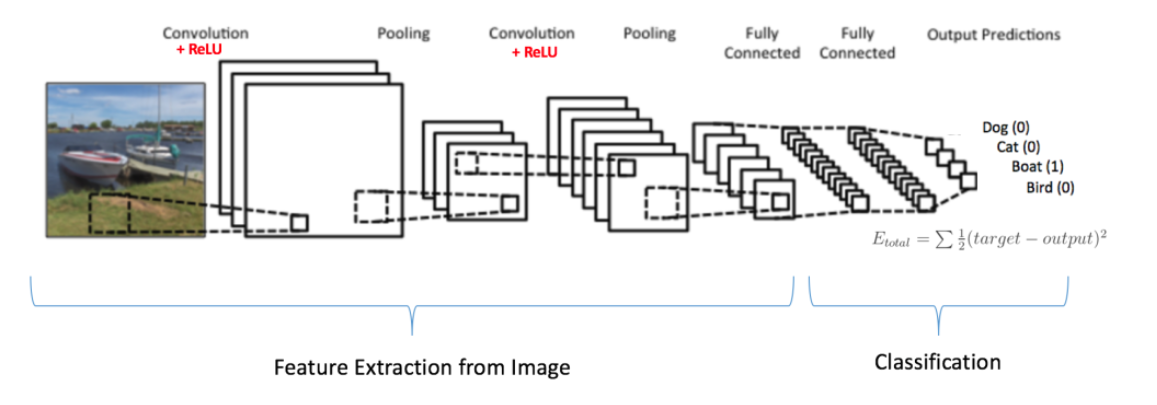 Convolution
+ ReLU
Pooling
Convolution
+ ReLU
Pooling
Fully
Connected
Fully
Connected
Output Predictions
Dog (0)
Cat (0)
Boat (1)
Bird (0)
E_total = ∑ ½(target − output)²
Feature Extraction from Image
Classification